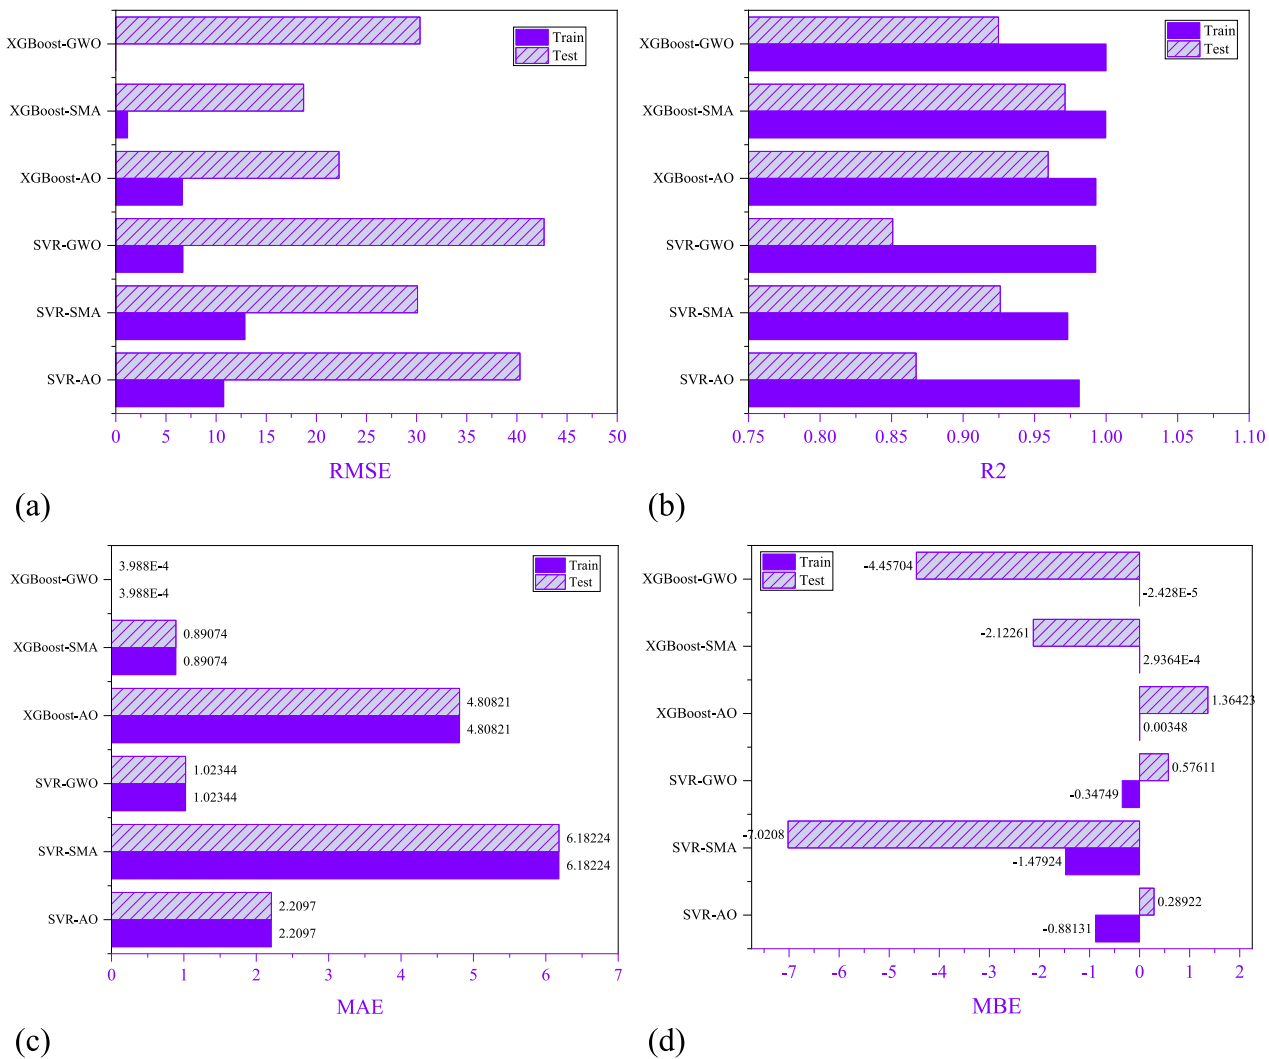 XGBoost-GWO
XGBoost-SMA
XGBoost-AO
SVR-GWO
SVR-SMA
SVR-AO
Train
Test
0 5 10 15 20 25 30 35 40 45 50
RMSE
(a)
XGBoost-GWO
XGBoost-SMA
XGBoost-AO
SVR-GWO
SVR-SMA
SVR-AO
Train
Test
0.75 0.80 0.85 0.90 0.95 1.00 1.05 1.10
R2
(b)
XGBoost-GWO
XGBoost-SMA
XGBoost-AO
SVR-GWO
SVR-SMA
SVR-AO
3.988E-4
3.988E-4
0.89074
0.89074
4.80821
4.80821
1.02344
1.02344
6.18224
6.18224
2.2097
2.2097
Train
Test
0 1 2 3 4 5 6 7
MAE
(c)
XGBoost-GWO
XGBoost-SMA
XGBoost-AO
SVR-GWO
SVR-SMA
SVR-AO
Train
Test
-4.45704
-2.428E-5
-2.12261
2.9364E-4
1.36423
0.00348
0.57611
-0.34749
-7.0208
-1.47924
0.28922
-0.88131
-7 -6 -5 -4 -3 -2 -1 0 1 2
MBE
(d)